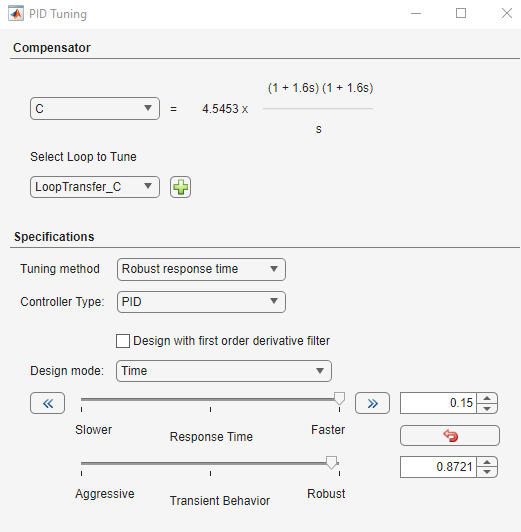 PID Tuning
Compensator
(1 + 1.6s) (1 + 1.6s)
C = 4.5453 x
s
Select Loop to Tune
LoopTransfer_C
Specifications
Tuning method Robust response time
Controller Type: PID
Design with first order derivative filter
Design mode: Time
0.15
Slower Response Time Faster
0.8721
Aggressive Transient Behavior Robust